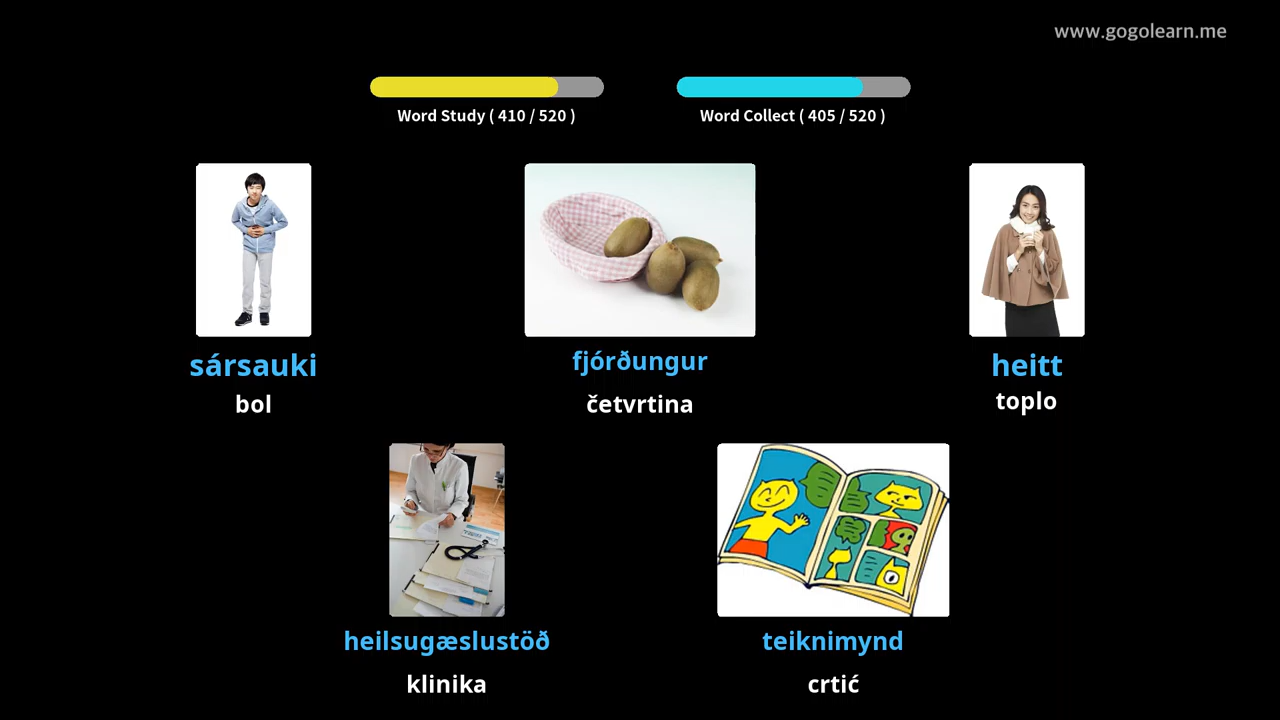 www.gogolearn.me
Word Study ( 410 / 520 )
Word Collect ( 405 / 520 )
sársauki
bol
fjórðungur
četvrtina
heitt
toplo
heilsugæslustöð
klinika
teiknimynd
crtić